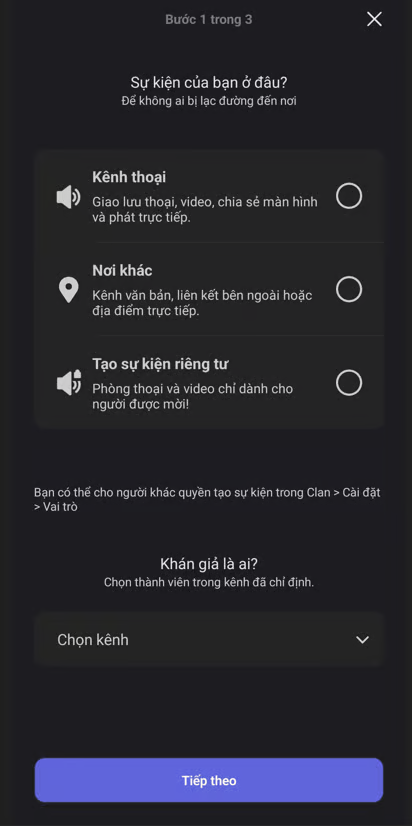 Bước 1 trong 3
Sự kiện của bạn ở đâu?
Để không ai bị lạc đường đến nơi
Kênh thoại
Giao lưu thoại, video, chia sẻ màn hình
và phát trực tiếp.
Nơi khác
Kênh văn bản, liên kết bên ngoài hoặc
địa điểm trực tiếp.
Tạo sự kiện riêng tư
Phòng thoại và video chỉ dành cho
người được mời!
Bạn có thể cho người khác quyền tạo sự kiện trong Clan > Cài đặt
> Vai trò
Khán giả là ai?
Chọn thành viên trong kênh đã chỉ định.
Chọn kênh
Tiếp theo